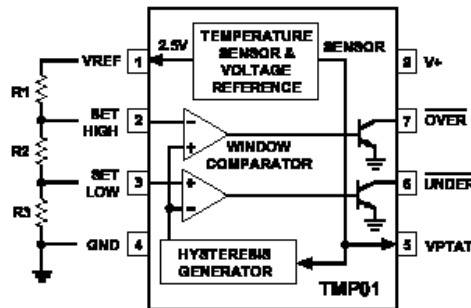 TEMPERATURE
SENSOR &
VOLTAGE
REFERENCE
2.5V
SENSOR
VREF 1
8 V+
R1
SET
HIGH
2
7 OVER
R2
WINDOW
COMPARATOR
SET
LOW
3
6 UNDER
R3
GND 4
5 VPTAT
HYSTERESIS
GENERATOR
TMP01